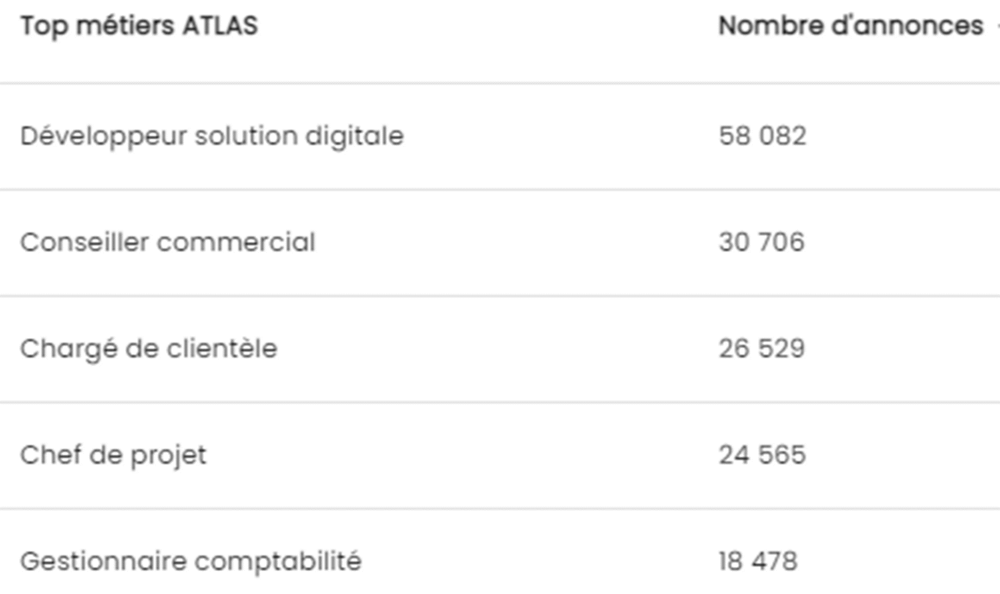 Top métiers ATLAS Nombre d'annonces
Développeur solution digitale 58 082
Conseiller commercial 30 706
Chargé de clientèle 26 529
Chef de projet 24 565
Gestionnaire comptabilité 18 478